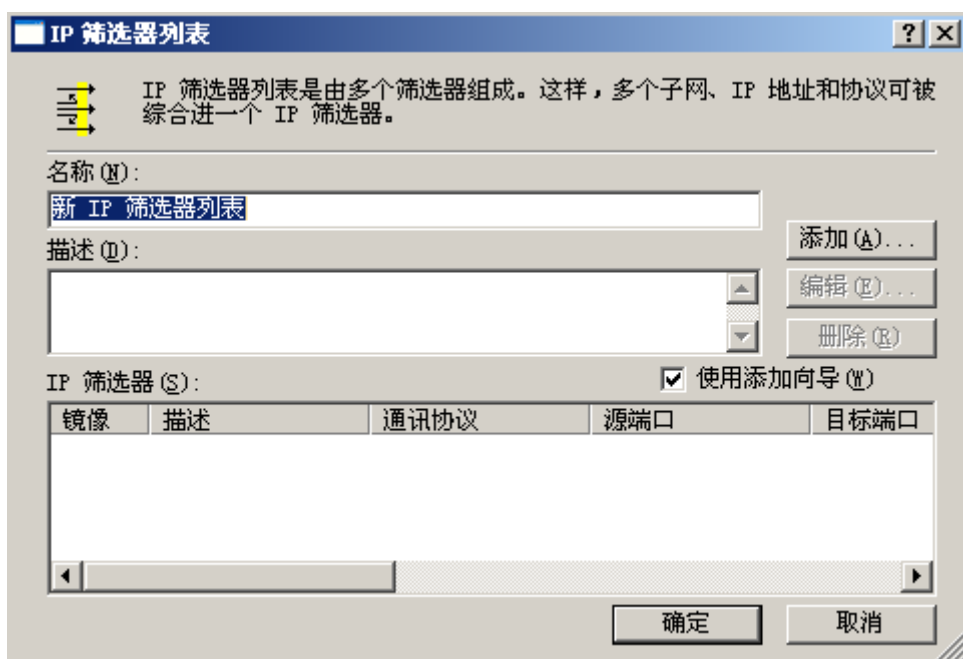 IP 筛选器列表
IP 筛选器列表是由多个筛选器组成。这样，多个子网、IP 地址和协议可被
综合进一个 IP 筛选器。
名称(N):
新 IP 筛选器列表
添加(A)...
描述(D):
编辑(E)...
删除(R)
IP 筛选器(S):
使用添加向导(W)
镜像 描述 通讯协议 源端口 目标端口
确定 取消